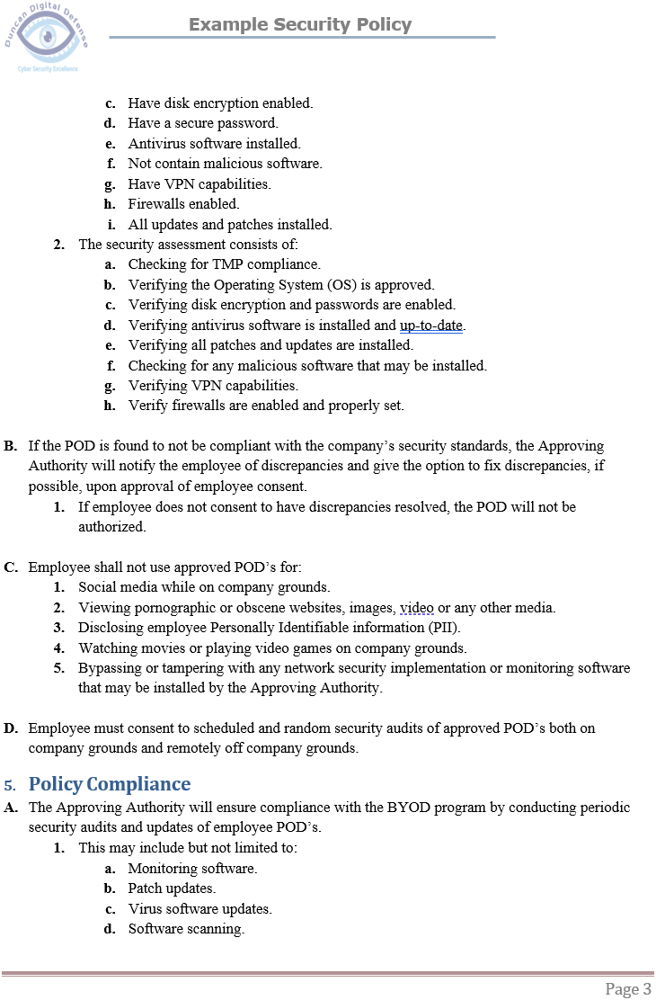 Duncan Digital Defense
Cyber Security Excellence
Example Security Policy
c. Have disk encryption enabled.
d. Have a secure password.
e. Antivirus software installed.
f. Not contain malicious software.
g. Have VPN capabilities.
h. Firewalls enabled.
i. All updates and patches installed.
2. The security assessment consists of:
a. Checking for TMP compliance.
b. Verifying the Operating System (OS) is approved.
c. Verifying disk encryption and passwords are enabled.
d. Verifying antivirus software is installed and up-to-date.
e. Verifying all patches and updates are installed.
f. Checking for any malicious software that may be installed.
g. Verifying VPN capabilities.
h. Verify firewalls are enabled and properly set.
B. If the POD is found to not be compliant with the company's security standards, the Approving
Authority will notify the employee of discrepancies and give the option to fix discrepancies, if
possible, upon approval of employee consent.
1. If employee does not consent to have discrepancies resolved, the POD will not be
authorized.
C. Employee shall not use approved POD's for:
1. Social media while on company grounds.
2. Viewing pornographic or obscene websites, images, video or any other media.
3. Disclosing employee Personally Identifiable information (PII).
4. Watching movies or playing video games on company grounds.
5. Bypassing or tampering with any network security implementation or monitoring software
that may be installed by the Approving Authority.
D. Employee must consent to scheduled and random security audits of approved POD's both on
company grounds and remotely off company grounds.
5. Policy Compliance
A. The Approving Authority will ensure compliance with the BYOD program by conducting periodic
security audits and updates of employee POD's.
1. This may include but not limited to:
a. Monitoring software.
b. Patch updates.
c. Virus software updates.
d. Software scanning.
Page 3